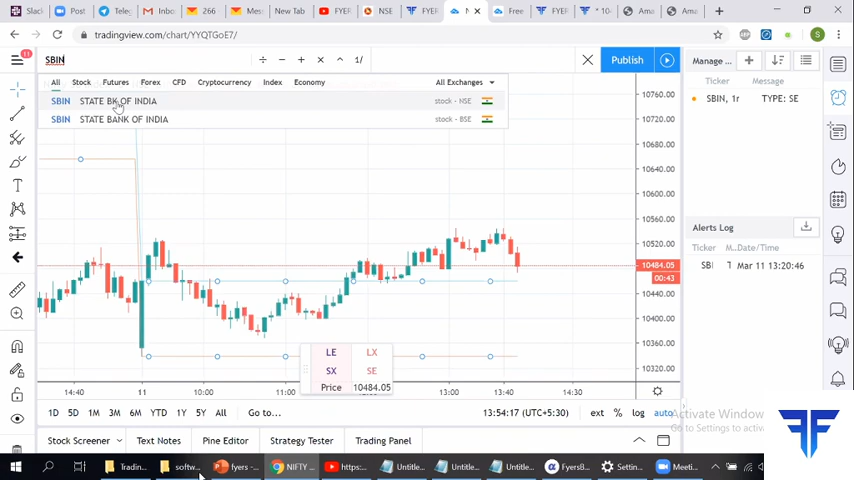 Slack
Post
Teleg
Inbo
266
Mess
New Tab
FYER
NSE
FYER
N
Free
FYER
* 10
Ama
Ama
tradingview.com/chart/YYQTGoE7/
11
SBIN
1/
Publish
Manage ...
All
Stock
Futures
Forex
CFD
Cryptocurrency
Index
Economy
All Exchanges
SBIN STATE BK OF INDIA stock - NSE
SBIN STATE BANK OF INDIA stock - BSE
Ticker Message
SBIN, 1r TYPE: SE
10760.00
10720.00
10680.00
10640.00
10600.00
10560.00
10520.00
10484.05
00:43
10440.00
10400.00
10360.00
10320.00
Alerts Log
Ticker M.. Date/Time
SBI Mar 11 13:20:46
LE LX
SX SE
Price 10484.05
14:40 11 10:00 11:00 13:00 13:40 14:30
1D 5D 1M 3M 6M YTD 1Y 5Y All Go to...
13:54:17 (UTC+5:30) ext % log auto
Activate Window
Go to Settings to activa
Stock Screener Text Notes Pine Editor Strategy Tester Trading Panel
Tradin...
softw...
fyers -...
NIFTY ...
https:...
Untitle...
Untitle...
Untitle...
FyersB...
Settin...
Meeti...